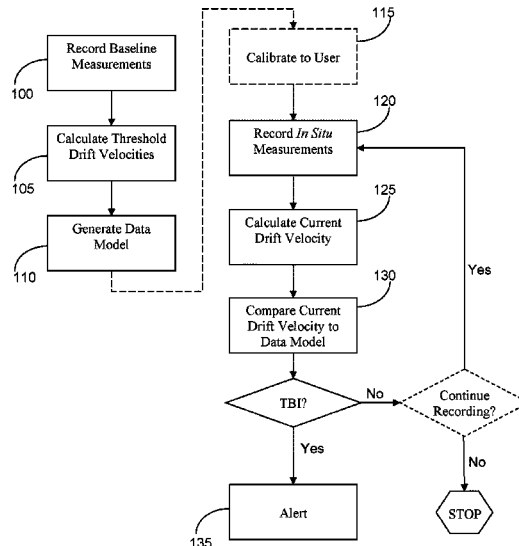 Record Baseline
Measurements
100
Calculate Threshold
Drift Velocities
105
Generate Data
Model
110
115
Calibrate to User
120
Record In Situ
Measurements
125
Calculate Current
Drift Velocity
130
Compare Current
Drift Velocity to
Data Model
Yes
TBI?
No
Continue
Recording?
Yes
No
Alert
135
STOP